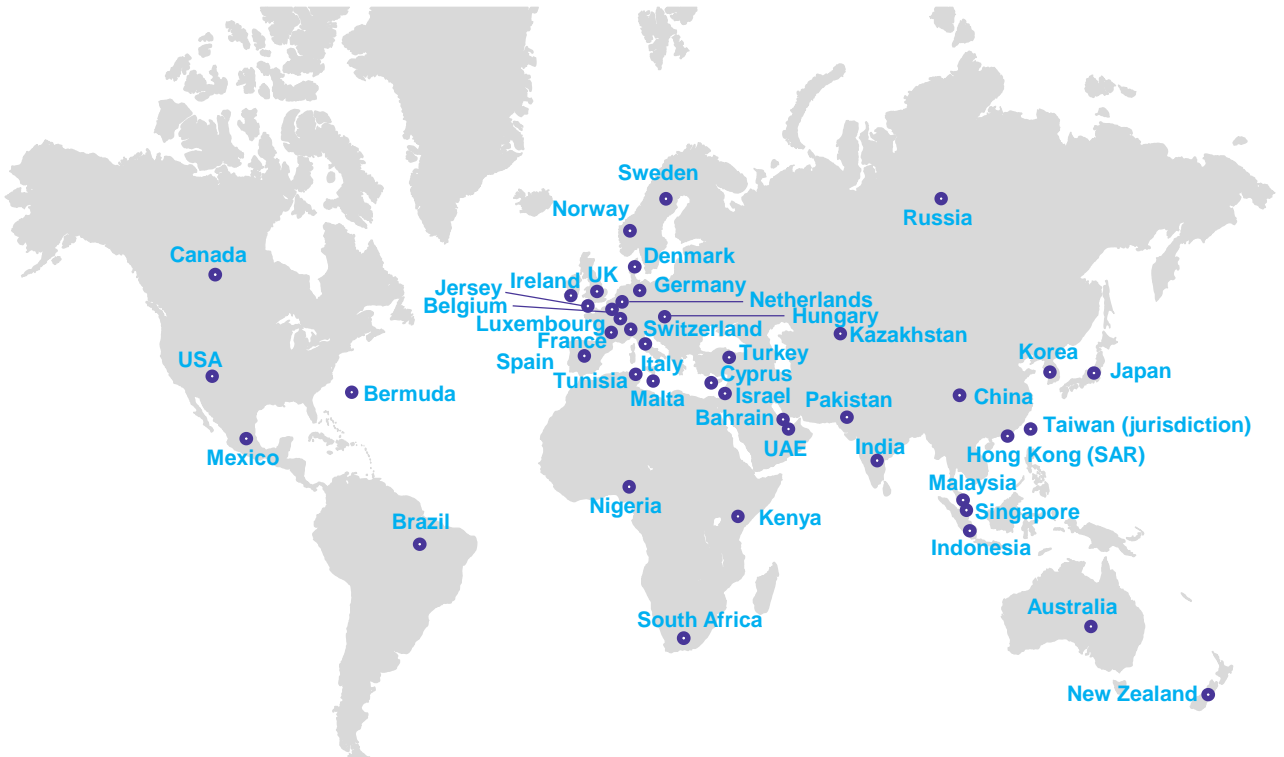 Sweden
Norway
Russia
Canada
Denmark
Jersey
Ireland
UK
Germany
Belgium
Netherlands
Luxembourg
Hungary
France
Switzerland
Kazakhstan
USA
Spain
Italy
Turkey
Korea
Japan
Tunisia
Cyprus
Bermuda
Malta
Israel
Pakistan
China
Bahrain
Taiwan (jurisdiction)
UAE
India
Hong Kong (SAR)
Mexico
Malaysia
Nigeria
Singapore
Brazil
Kenya
Indonesia
South Africa
Australia
New Zealand